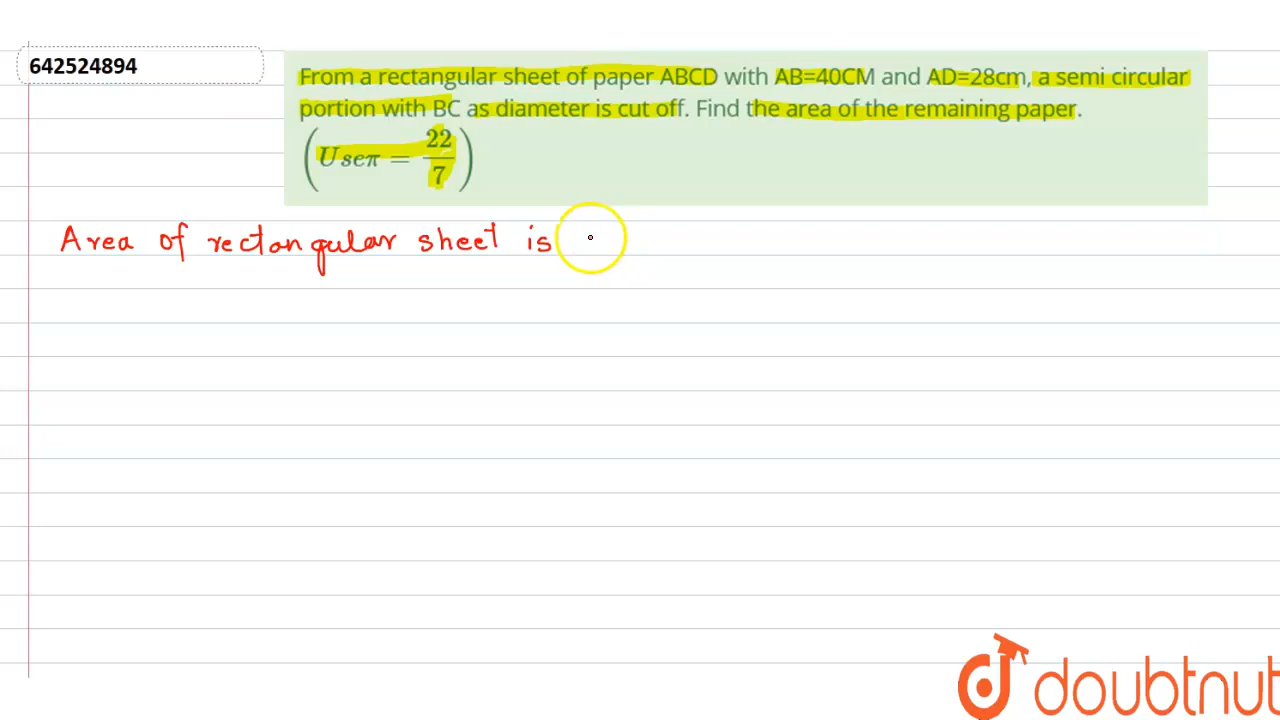 642524894
From a rectangular sheet of paper ABCD with AB=40CM and AD=28cm, a semi circular
portion with BC as diameter is cut off. Find the area of the remaining paper.
(Useπ = 22/7)
Area of rectangular sheet is
doubtnut